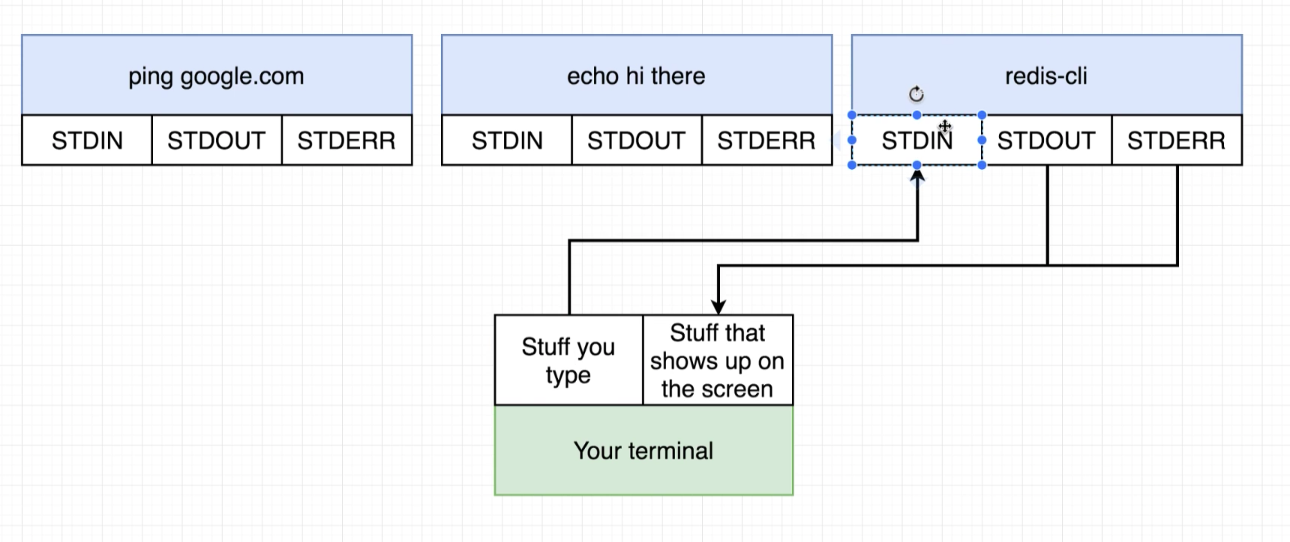 ping google.com
echo hi there
redis-cli
STDIN
STDOUT
STDERR
STDIN
STDOUT
STDERR
STDIN
STDOUT
STDERR
Stuff you
type
Stuff that
shows up on
the screen
Your terminal